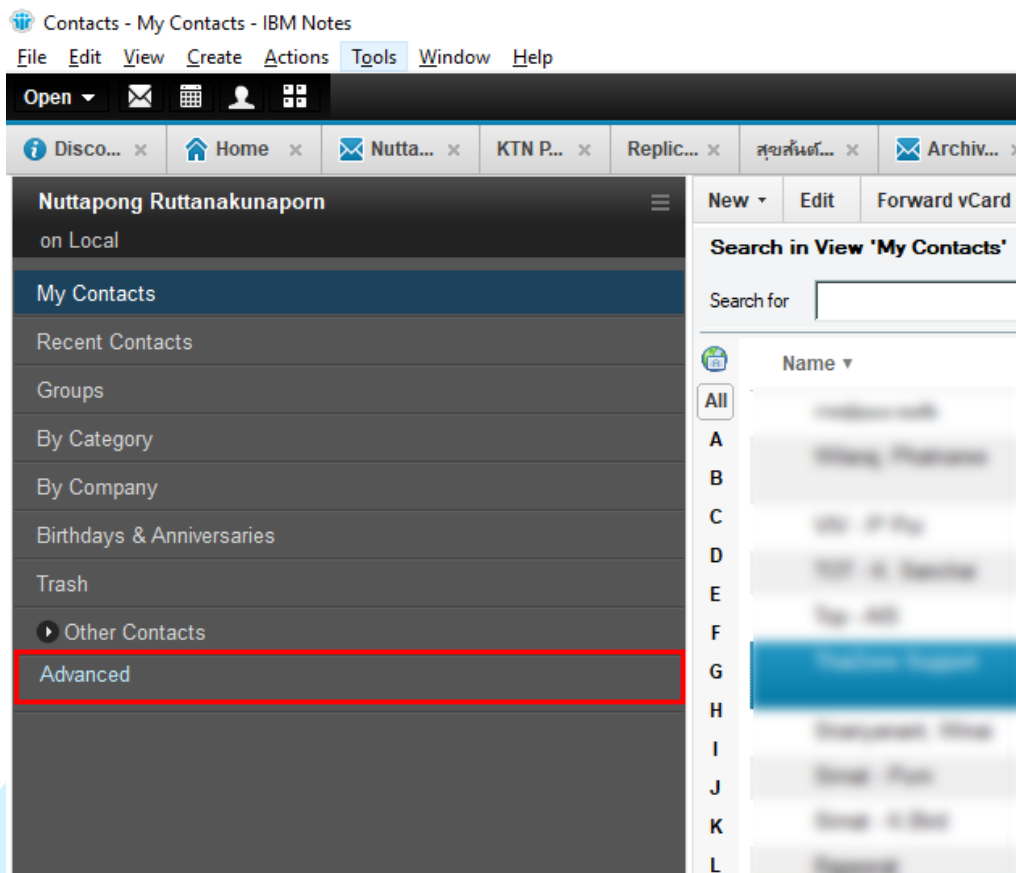 Contacts - My Contacts - IBM Notes
File Edit View Create Actions Tools Window Help
Open
Disco... Home Nutta... KTN P... Replic... สุขสันต์... Archiv...
Nuttapong Ruttanakunaporn
on Local
My Contacts
Recent Contacts
Groups
By Category
By Company
Birthdays & Anniversaries
Trash
Other Contacts
Advanced
New Edit Forward vCard
Search in View 'My Contacts'
Search for
Name
All
A
B
C
D
E
F
G
H
I
J
K
L